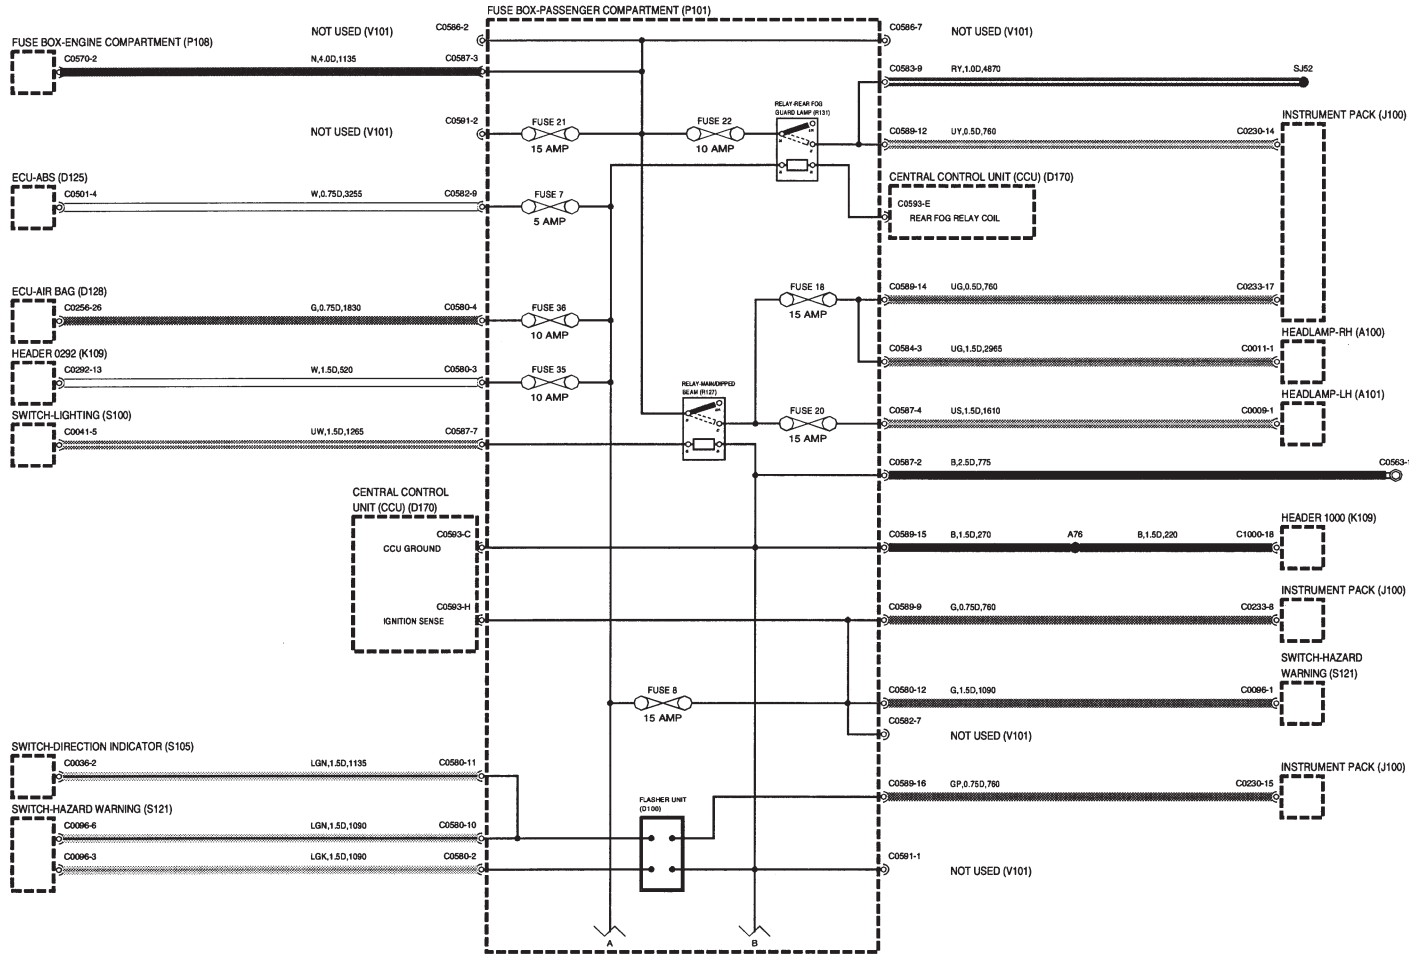 FUSE BOX-PASSENGER COMPARTMENT (P101)
NOT USED (V101)
C0586-2
C0586-7
NOT USED (V101)
FUSE BOX-ENGINE COMPARTMENT (P108)
C0570-2
N,4.0D,1135
C0587-3
C0583-9
RY,1.0D,4870
SJ52
NOT USED (V101)
C0591-2
FUSE 21
15 AMP
FUSE 22
10 AMP
RELAY-REAR FOG
GUARD LAMP (R131)
C0589-12
UY,0.5D,760
C0230-14
INSTRUMENT PACK (J100)
ECU-ABS (D125)
C0501-4
W,0.75D,3255
C0582-9
FUSE 7
5 AMP
CENTRAL CONTROL UNIT (CCU) (D170)
C0593-E
REAR FOG RELAY COIL
ECU-AIR BAG (D128)
C0256-26
G,0.75D,1830
C0580-4
FUSE 36
10 AMP
FUSE 18
15 AMP
C0589-14
UG,0.5D,760
C0233-17
HEADER 0292 (K109)
C0292-13
W,1.5D,520
C0580-3
FUSE 35
10 AMP
C0584-3
UG,1.5D,2965
C0011-1
HEADLAMP-RH (A100)
RELAY-MAIN/DIPPED
BEAM (R127)
FUSE 20
15 AMP
C0587-4
US,1.5D,1610
C0009-1
HEADLAMP-LH (A101)
SWITCH-LIGHTING (S100)
C0041-5
UW,1.5D,1265
C0587-7
C0587-2
B,2.5D,775
C0563-1
CENTRAL CONTROL
UNIT (CCU) (D170)
C0593-C
CCU GROUND
C0589-15
B,1.5D,270
A76
B,1.5D,220
C1000-18
HEADER 1000 (K109)
C0593-H
IGNITION SENSE
C0589-9
G,0.75D,760
C0233-8
INSTRUMENT PACK (J100)
FUSE 8
15 AMP
C0580-12
G,1.5D,1090
C0096-1
SWITCH-HAZARD
WARNING (S121)
C0582-7
NOT USED (V101)
SWITCH-DIRECTION INDICATOR (S105)
C0036-2
LGN,1.5D,1135
C0580-11
FLASHER UNIT
(D100)
C0589-16
GP,0.75D,760
C0230-15
INSTRUMENT PACK (J100)
SWITCH-HAZARD WARNING (S121)
C0096-6
LGN,1.5D,1090
C0580-10
C0096-3
LGK,1.5D,1090
C0580-2
C0591-1
NOT USED (V101)
A
B